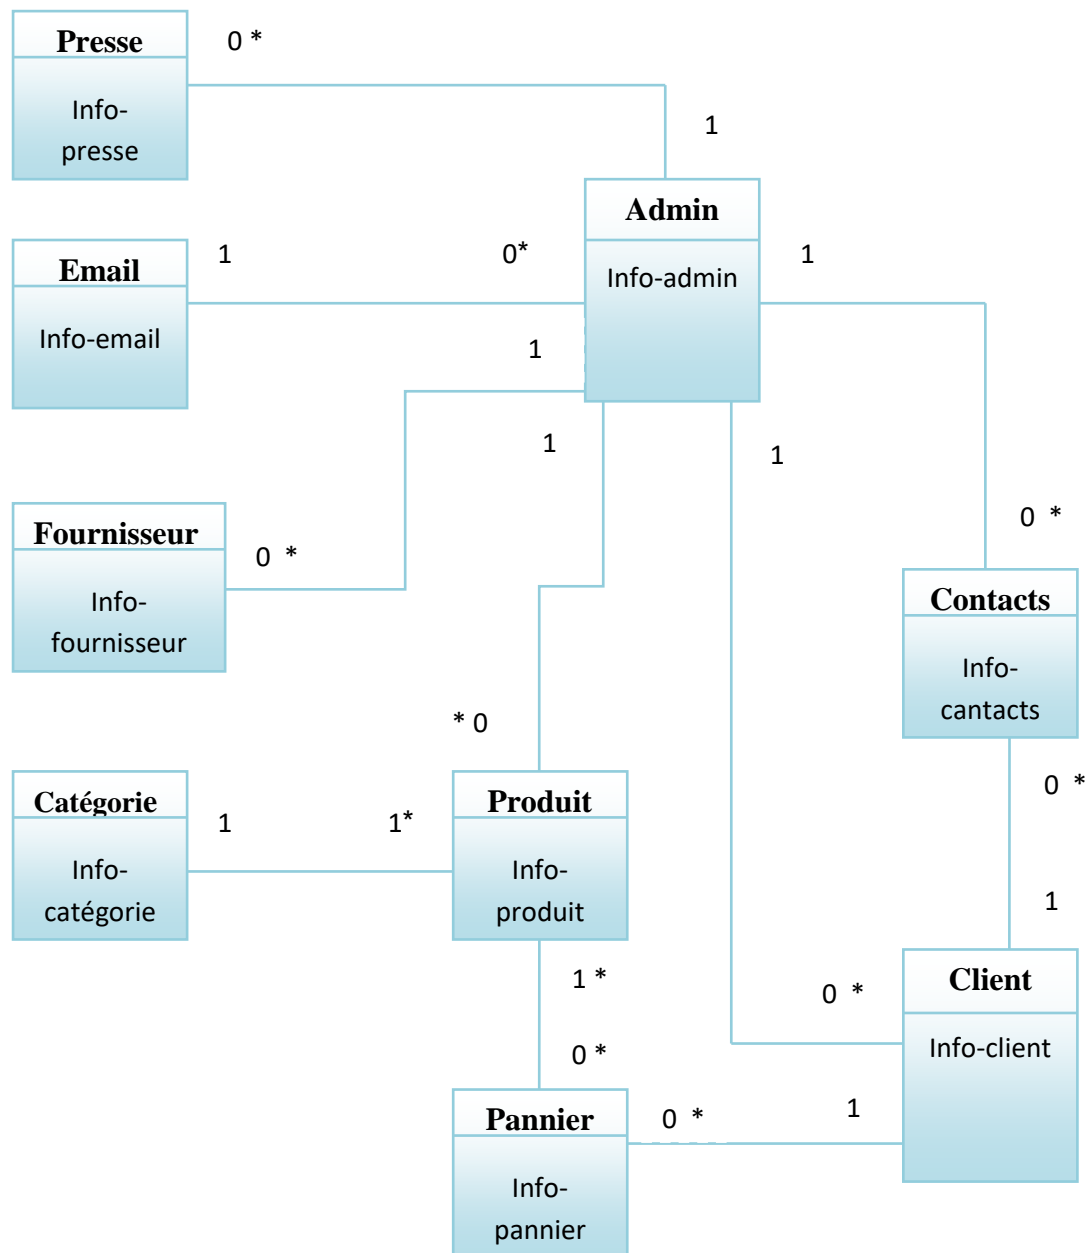 Presse
0 *
Info-
presse
1
Admin
Info-admin
Email
1
0*
1
Info-email
1
1
1
Fournisseur
0 *
0 *
Info-
fournisseur
Contacts
Info-
cantacts
* 0
0 *
Catégorie
1
1*
Produit
Info-
catégorie
Info-
produit
1
1 *
0 *
Client
Info-client
0 *
Pannier
0 *
1
Info-
pannier